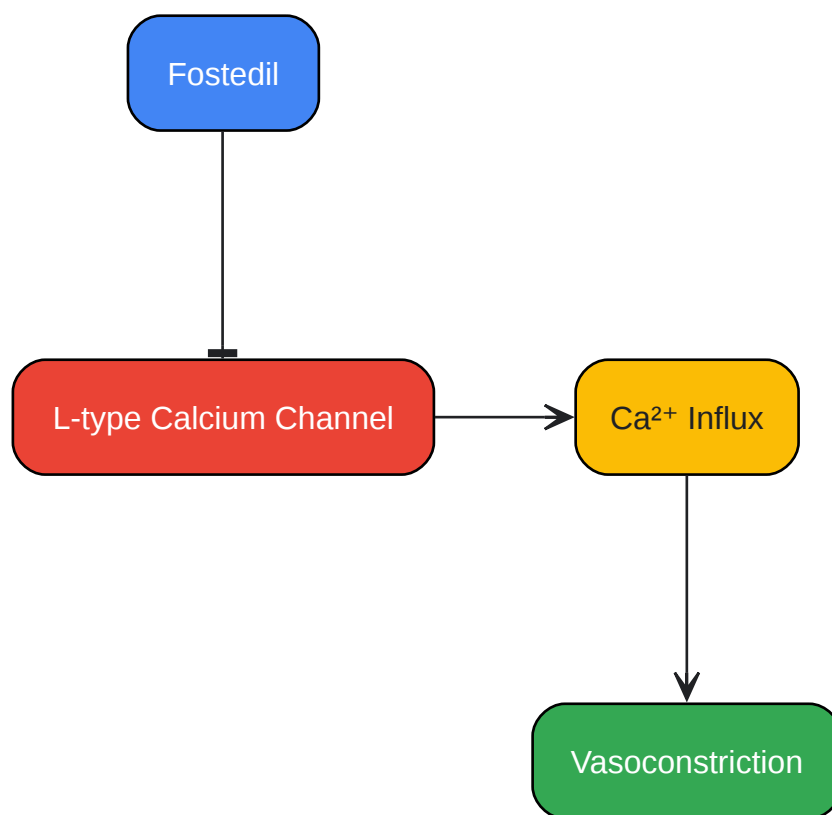 Fostedil
L-type Calcium Channel
Ca²⁺ Influx
Vasoconstriction